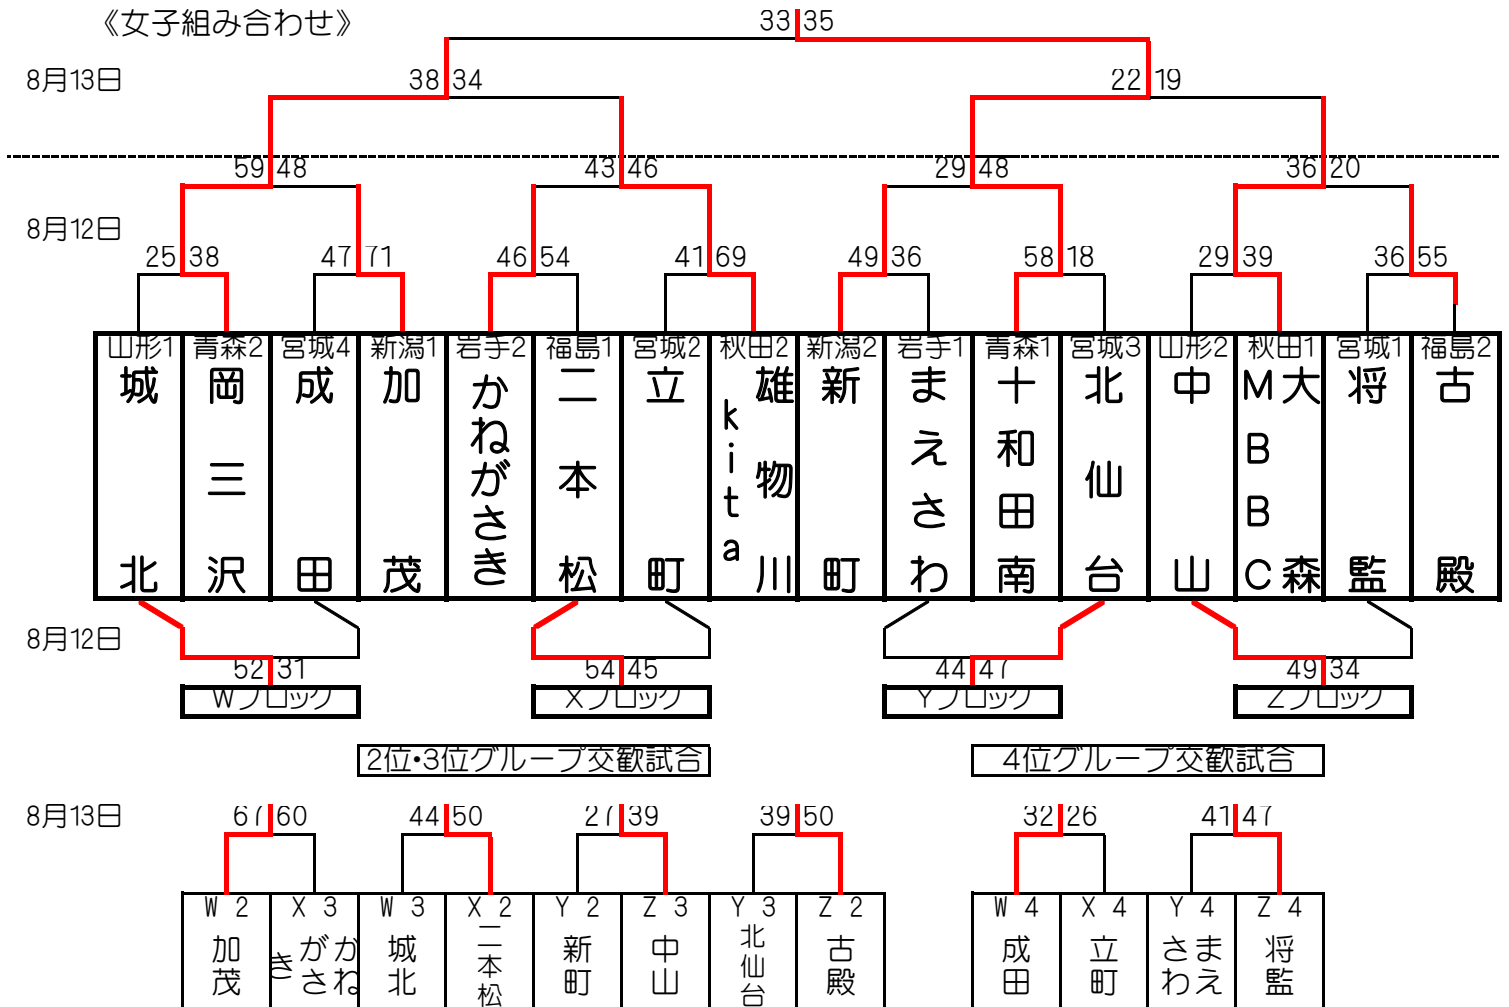 《女子組み合わせ》
33 35
8月13日
38 34
22 19
59 48
43 46
29 48
36 20
8月12日
25 38
47 71
46 54
41 69
49 36
58 18
29 39
36 55
山形1
青森2
宮城4
新潟1
岩手2
福島1
宮城2
秋田2
新潟2
岩手1
青森1
宮城3
山形2
秋田1
宮城1
福島2
城北
岡三沢
成田
加茂
かねがさき
二本松
立町
雄物川
kita
新町
まえさわ
十和田南
北仙台
中山
大森
MBBC
将監
古殿
8月12日
52 31
54 45
44 47
49 34
Wブロック
Xブロック
Yブロック
Zブロック
2位・3位グループ交歓試合
4位グループ交歓試合
8月13日
67 60
44 50
27 39
39 50
32 26
41 47
W 2
X 3
W 3
X 2
Y 2
Z 3
Y 3
Z 2
W 4
X 4
Y 4
Z 4
加茂
かね
がさ
き
城北
二本松
新町
中山
北仙台
古殿
成田
立町
まえ
さわ
将監